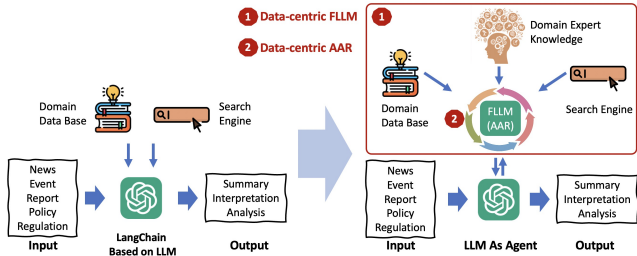 1 Data-centric FLLM
2 Data-centric AAR
Domain
Data Base
Search
Engine
News
Event
Report
Policy
Regulation
Input
LangChain
Based on LLM
Summary
Interpretation
Analysis
Output
1
Domain Expert
Knowledge
Domain
Data Base
2
FLLM
(AAR)
Search Engine
News
Event
Report
Policy
Regulation
Input
LLM As Agent
Summary
Interpretation
Analysis
Output